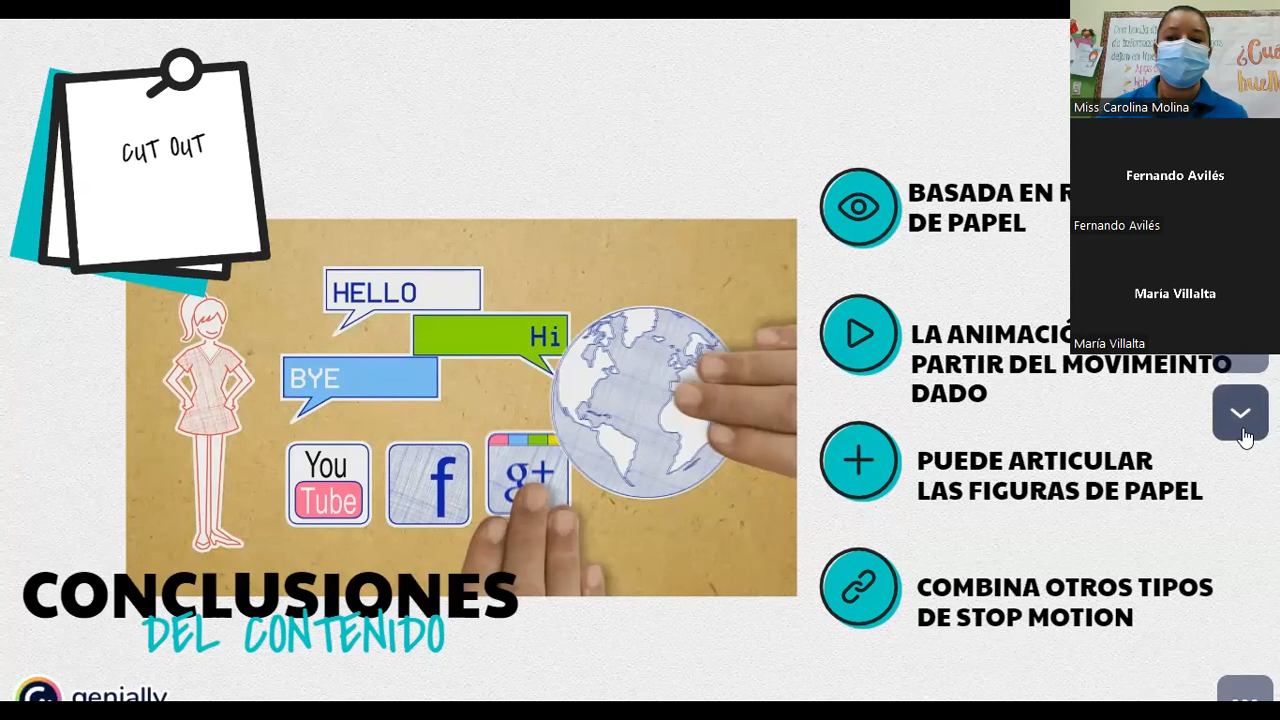 CUT OUT
HELLO
Hi
BYE
You
Tube
f
g+
CONCLUSIONES
DEL CONTENIDO
genially
BASADA EN
DE PAPEL
LA
PARTIR DEL MOVIMEINTO
DADO
PUEDE ARTICULAR
LAS FIGURAS DE PAPEL
COMBINA OTROS TIPOS
DE STOP MOTION
Miss Carolina Molina
Fernando Avilés
Fernando Avilés
María Villalta
María Villalta